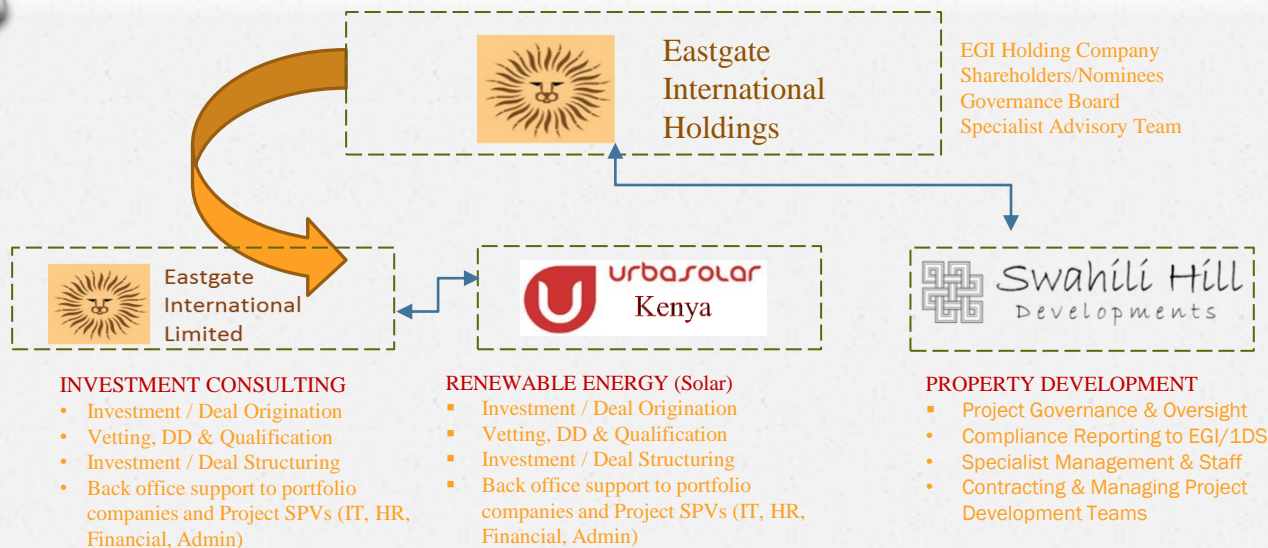 Eastgate
International
Holdings
EGI Holding Company
Shareholders/Nominees
Governance Board
Specialist Advisory Team
Eastgate
International
Limited
urbasolar
Kenya
Swahili Hill
Developments
INVESTMENT CONSULTING
• Investment / Deal Origination
• Vetting, DD & Qualification
• Investment / Deal Structuring
• Back office support to portfolio
companies and Project SPVs (IT, HR,
Financial, Admin)
RENEWABLE ENERGY (Solar)
▪ Investment / Deal Origination
▪ Vetting, DD & Qualification
▪ Investment / Deal Structuring
▪ Back office support to portfolio
companies and Project SPVs (IT, HR,
Financial, Admin)
PROPERTY DEVELOPMENT
▪ Project Governance & Oversight
• Compliance Reporting to EGI/1DS
• Specialist Management & Staff
• Contracting & Managing Project
Development Teams